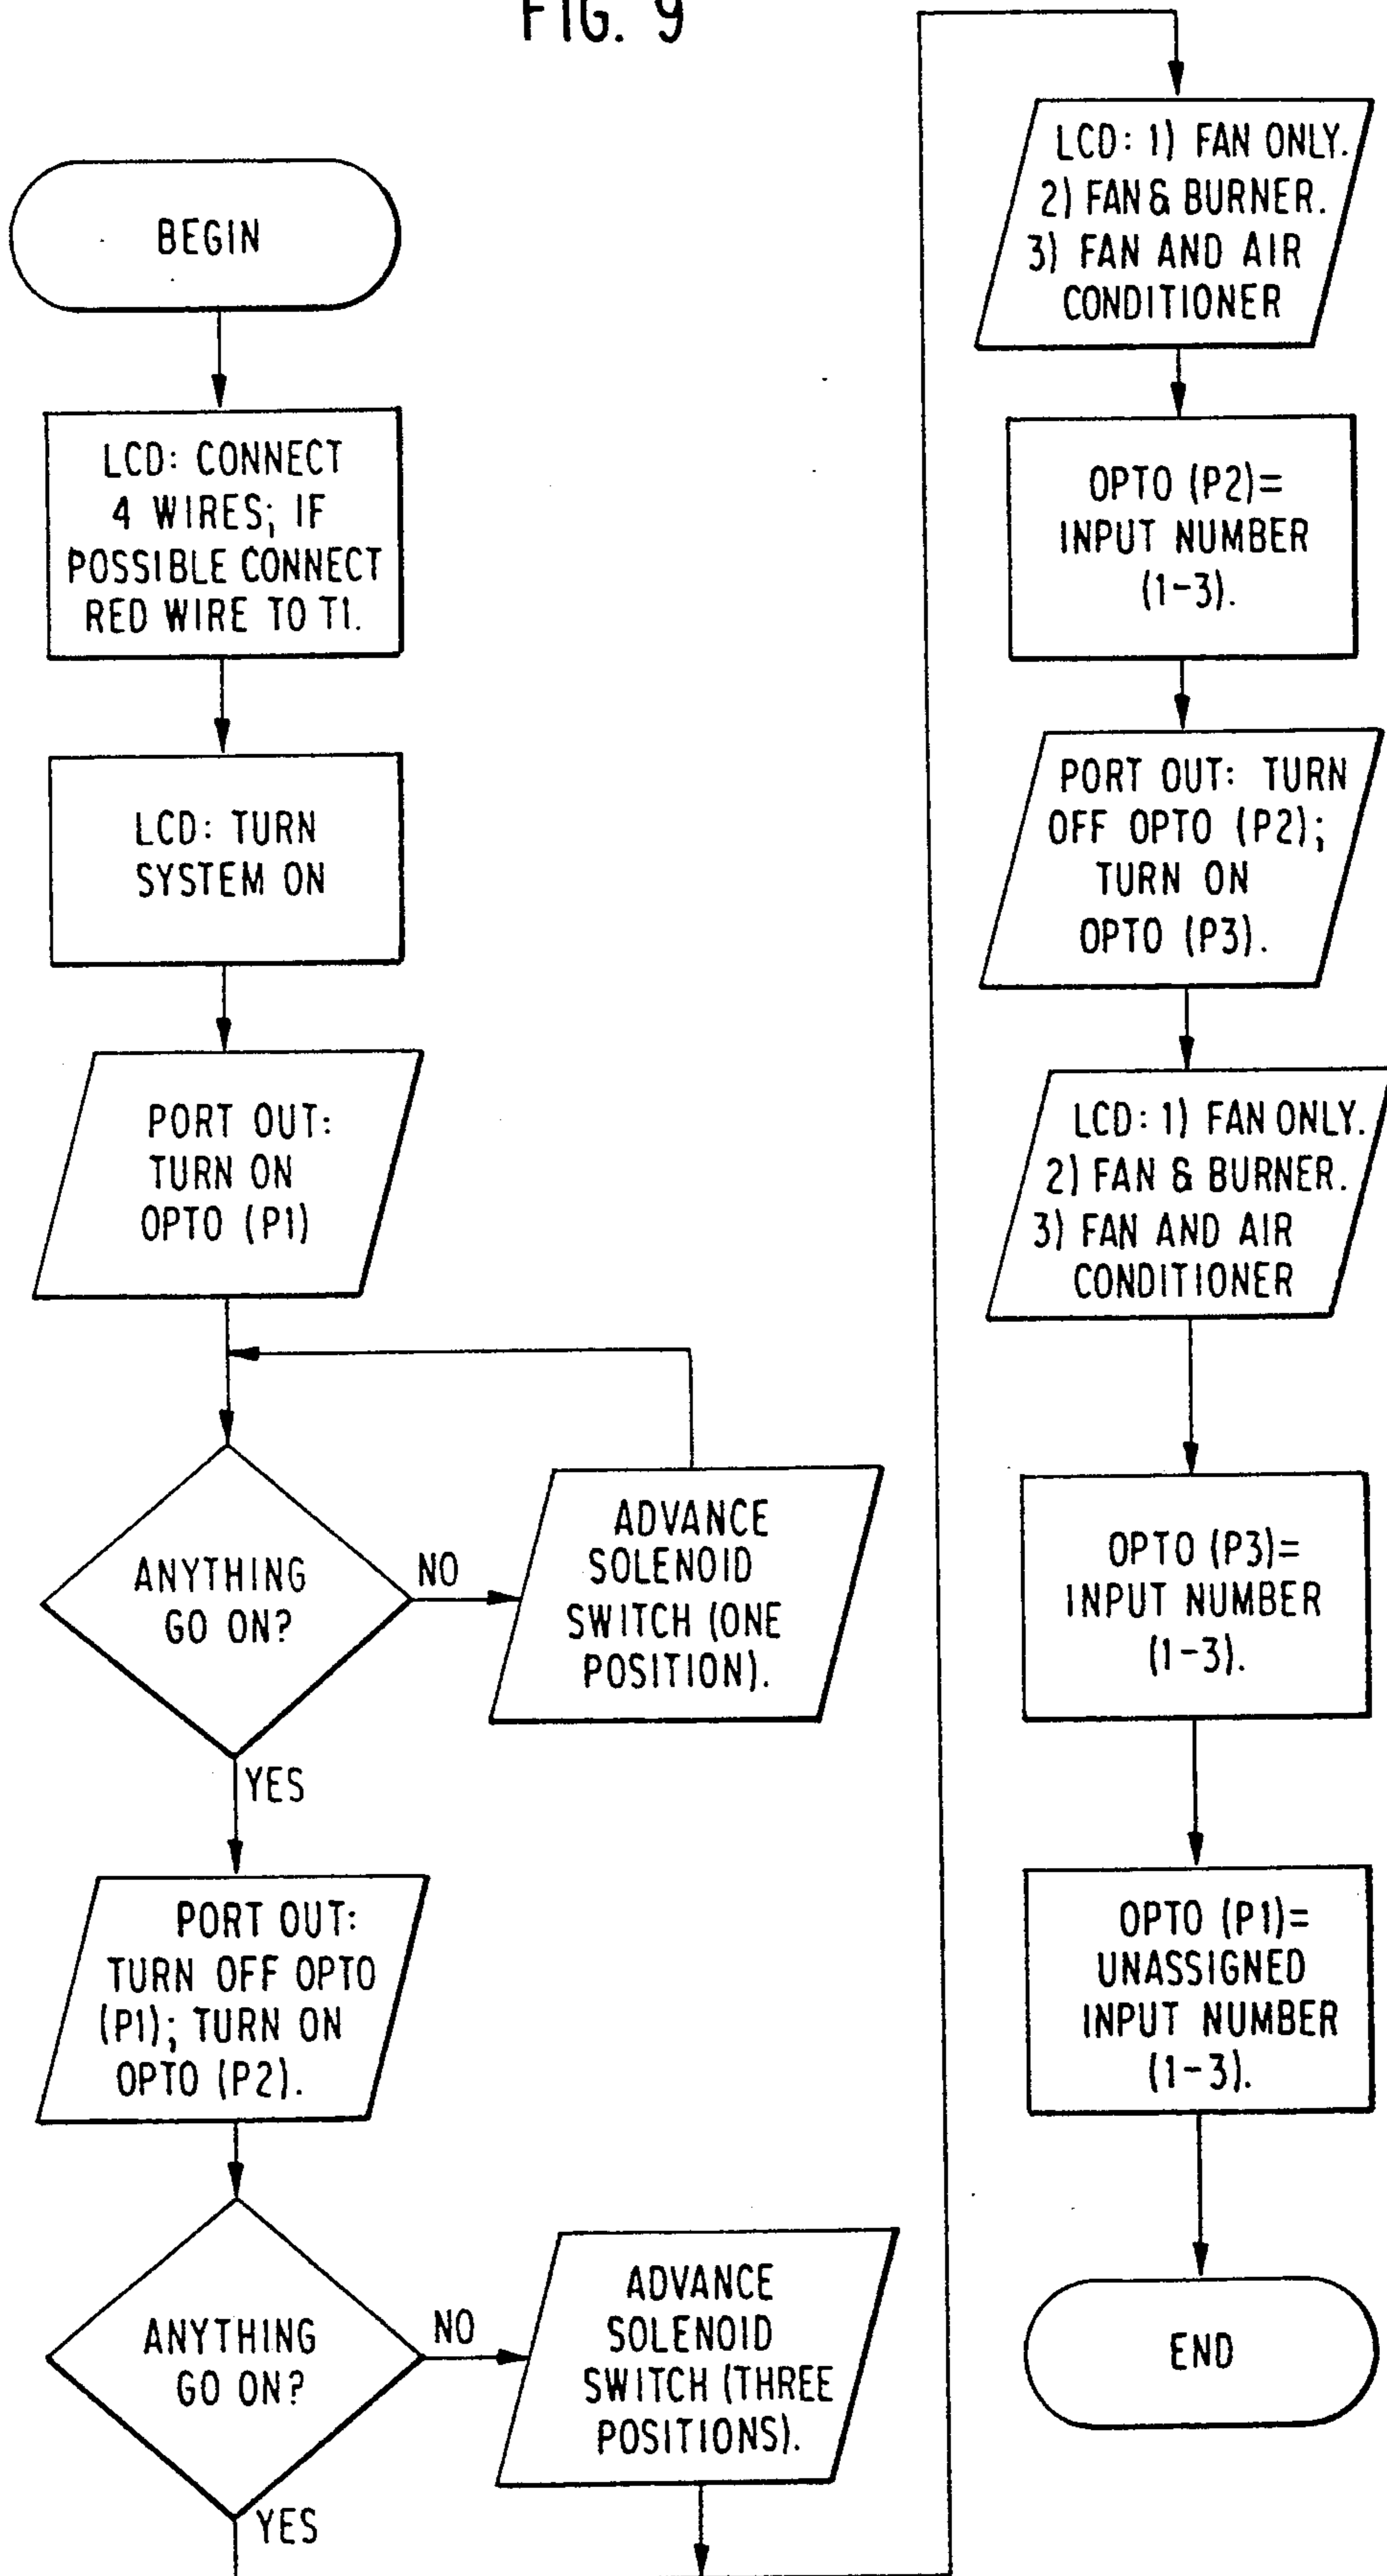 FIG. 9
BEGIN
LCD: CONNECT
4 WIRES; IF
POSSIBLE CONNECT
RED WIRE TO T1.
LCD: TURN
SYSTEM ON
PORT OUT:
TURN ON
OPTO (P1)
ANYTHING
GO ON?
NO
ADVANCE
SOLENOID
SWITCH (ONE
POSITION).
YES
PORT OUT:
TURN OFF OPTO
(P1); TURN ON
OPTO (P2).
ANYTHING
GO ON?
NO
ADVANCE
SOLENOID
SWITCH (THREE
POSITIONS).
YES
LCD: 1) FAN ONLY.
2) FAN & BURNER.
3) FAN AND AIR
CONDITIONER
OPTO (P2)=
INPUT NUMBER
(1-3).
PORT OUT: TURN
OFF OPTO (P2);
TURN ON
OPTO (P3).
LCD: 1) FAN ONLY.
2) FAN & BURNER.
3) FAN AND AIR
CONDITIONER
OPTO (P3)=
INPUT NUMBER
(1-3).
OPTO (P1)=
UNASSIGNED
INPUT NUMBER
(1-3).
END